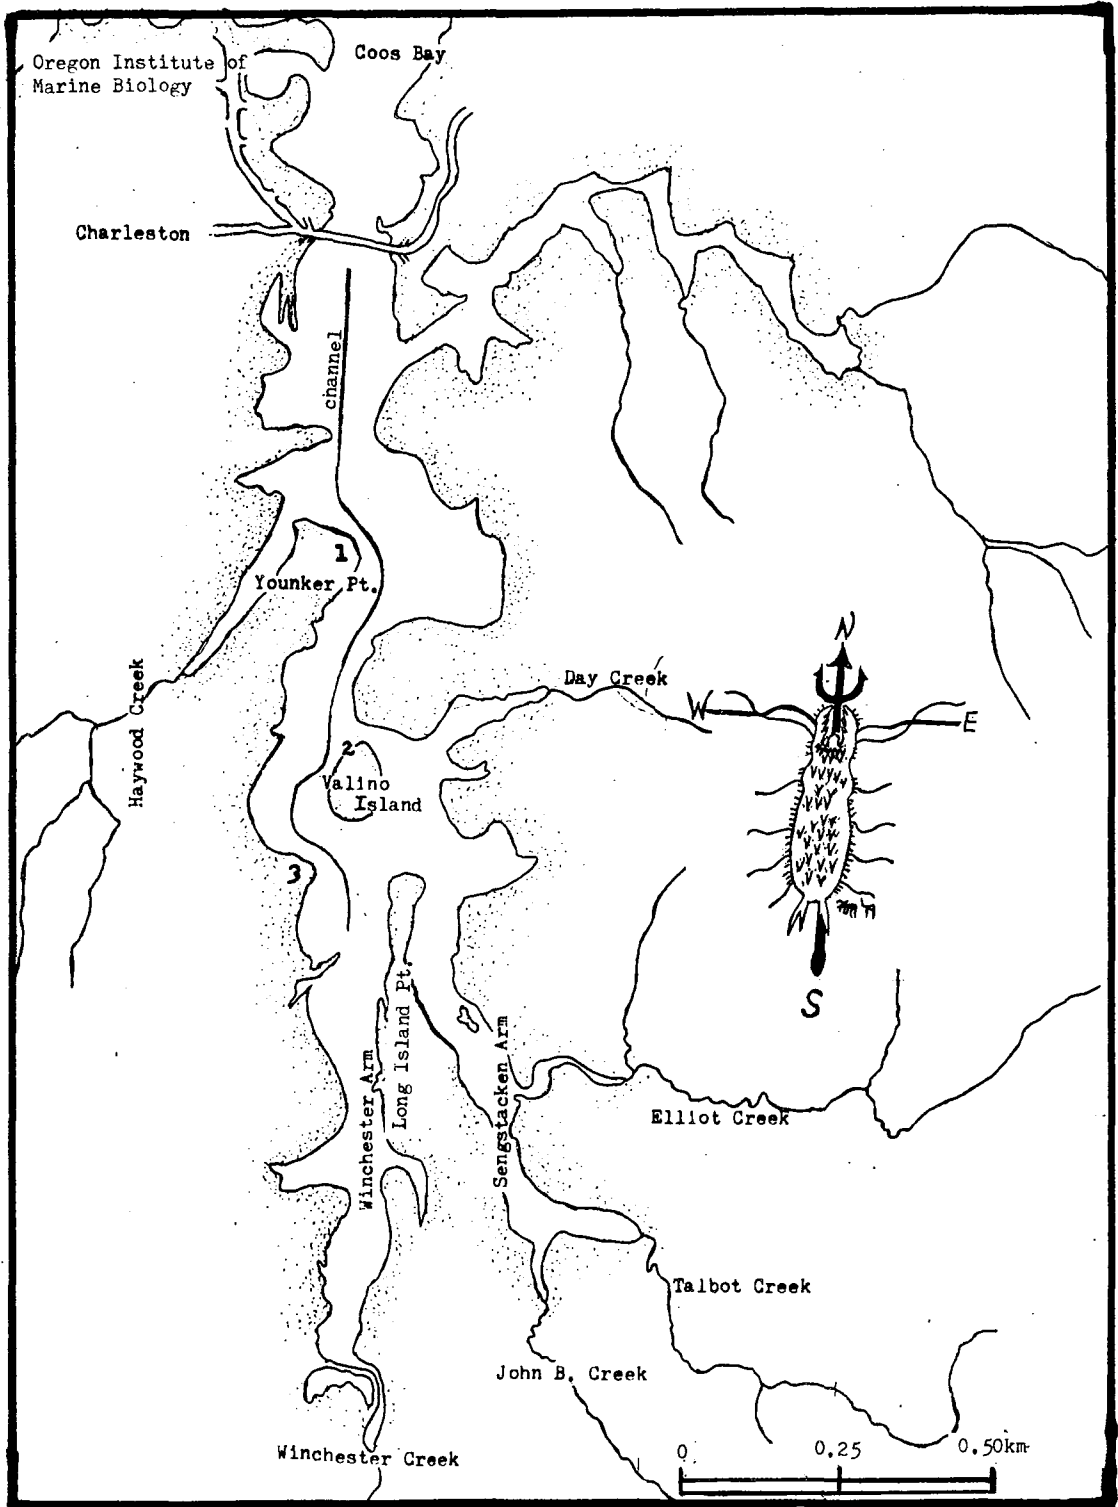 Coos Bay
Oregon Institute of
Marine Biology
Charleston
channel
1
Younker Pt.
Haywood Creek
Day Creek
N
W
E
S
2
Valino
Island
3
Winchester Arm
Long Island Pt.
Sengstacken Arm
Elliot Creek
Talbot Creek
John B. Creek
Winchester Creek
0 0.25 0.50km